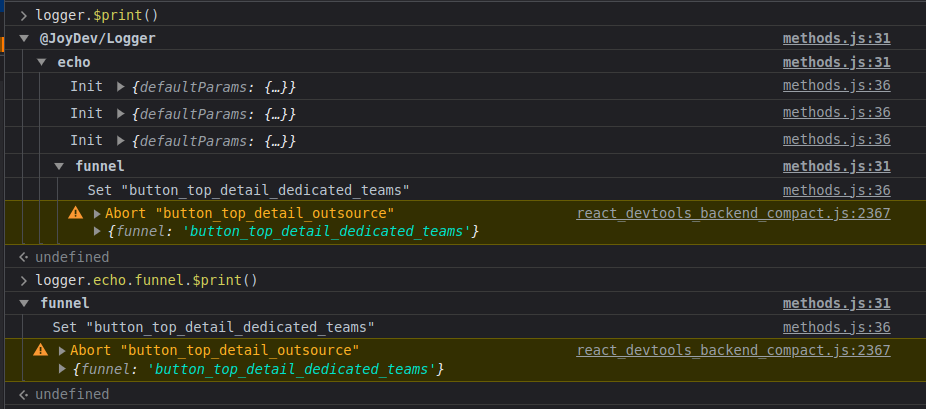 logger.$print()
@JoyDev/Logger methods.js:31
echo methods.js:31
Init {defaultParams: {…}} methods.js:36
Init {defaultParams: {…}} methods.js:36
Init {defaultParams: {…}} methods.js:36
funnel methods.js:31
Set "button_top_detail_dedicated_teams" methods.js:36
Abort "button_top_detail_outsource" react_devtools_backend_compact.js:2367
{funnel: 'button_top_detail_dedicated_teams'}
undefined
logger.echo.funnel.$print()
funnel methods.js:31
Set "button_top_detail_dedicated_teams" methods.js:36
Abort "button_top_detail_outsource" react_devtools_backend_compact.js:2367
{funnel: 'button_top_detail_dedicated_teams'}
undefined